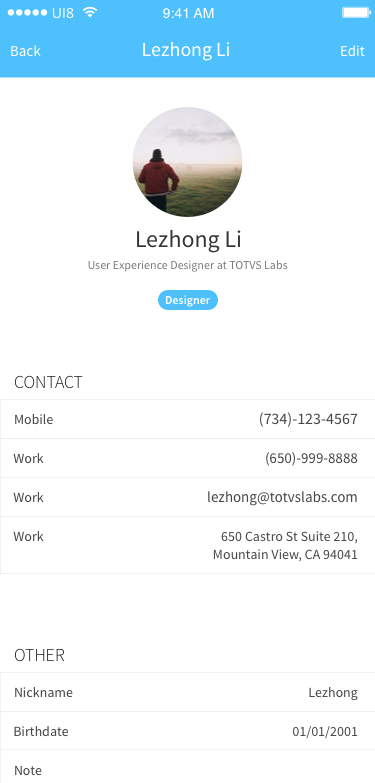 UI8 9:41 AM
Back Lezhong Li Edit
Lezhong Li
User Experience Designer at TOTVS Labs
Designer
CONTACT
Mobile (734)-123-4567
Work (650)-999-8888
Work lezhong@totvslabs.com
Work 650 Castro St Suite 210,
Mountain View, CA 94041
OTHER
Nickname Lezhong
Birthdate 01/01/2001
Note